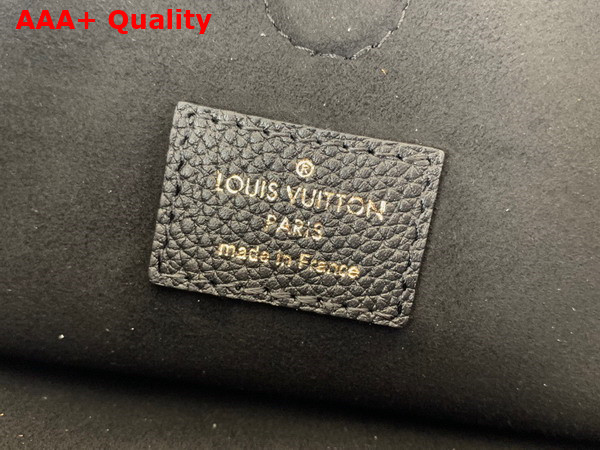 AAA+ Quality
®
LOUIS VUITTON
PARIS
made in France